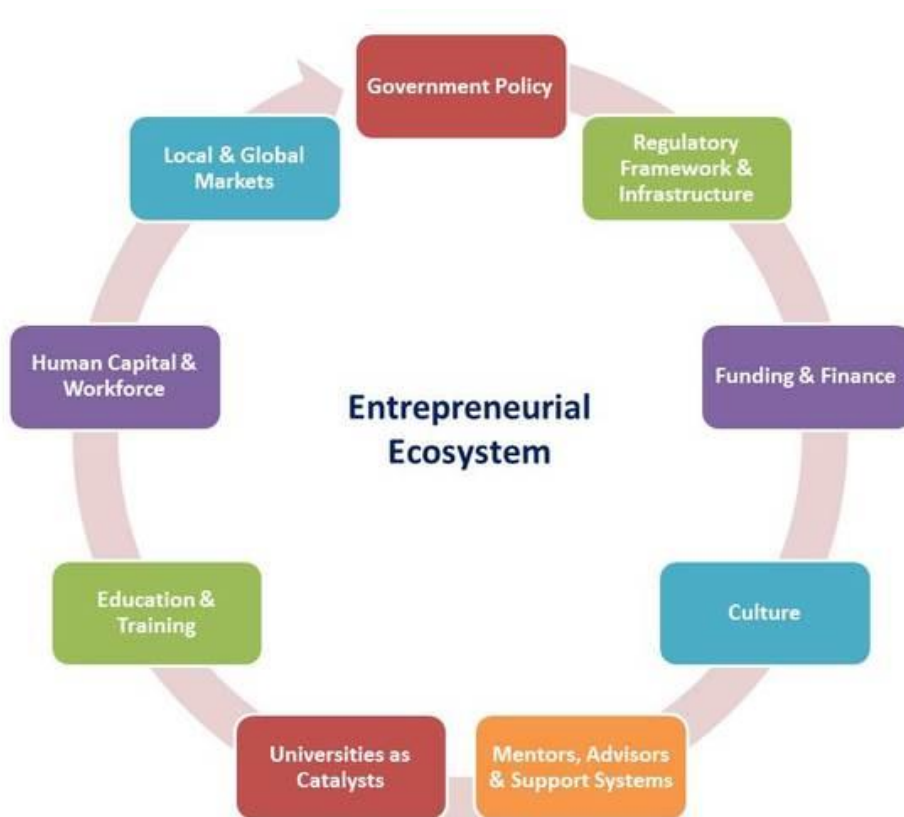 Government Policy
Regulatory
Framework &
Infrastructure
Funding & Finance
Culture
Mentors, Advisors
& Support Systems
Universities as
Catalysts
Education &
Training
Human Capital &
Workforce
Local & Global
Markets
Entrepreneurial
Ecosystem